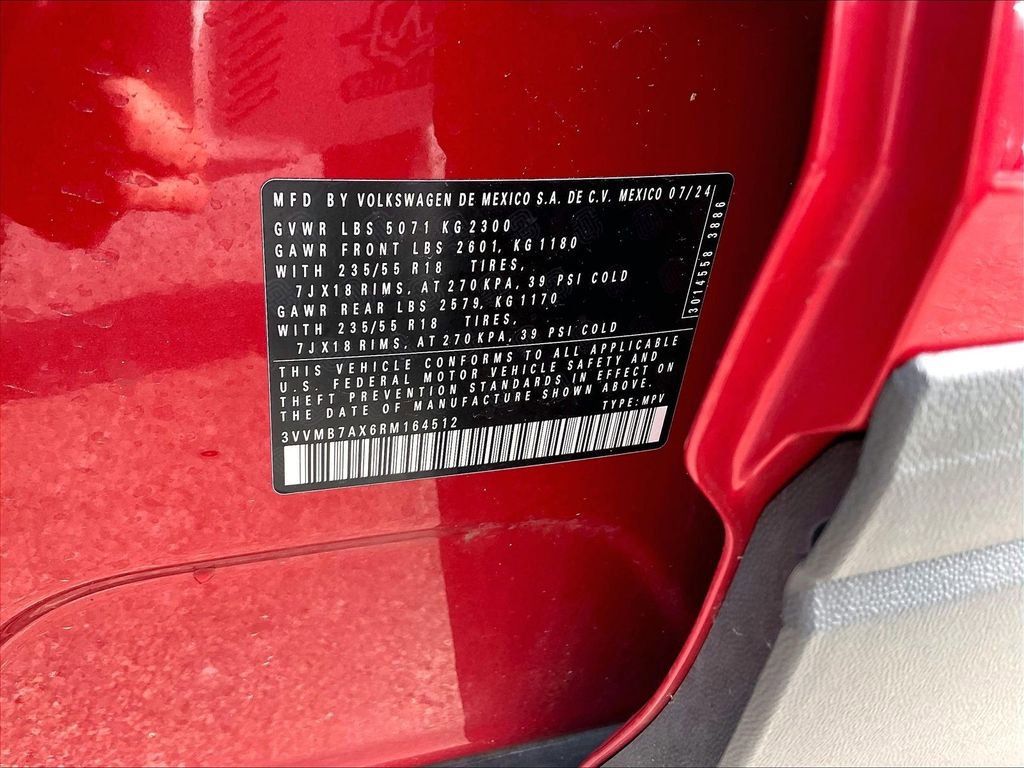 MFD BY VOLKSWAGEN DE MEXICO S.A. DE C.V. MEXICO 07/24
GVWR LBS 5071 KG 2300
GAWR FRONT LBS 2601, KG 1180
WITH 235/55 R18 TIRES,
7JX18 RIMS, AT 270 KPA, 39 PSI COLD
GAWR REAR LBS 2579, KG 1170
WITH 235/55 R18 TIRES,
7JX18 RIMS, AT 270 KPA, 39 PSI COLD
3014558 3886
THIS VEHICLE CONFORMS TO ALL APPLICABLE
U.S. FEDERAL MOTOR VEHICLE SAFETY AND
THEFT PREVENTION STANDARDS IN EFFECT ON
THE DATE OF MANUFACTURE SHOWN ABOVE.
TYPE: MPV
3VVMB7AX6RM164512